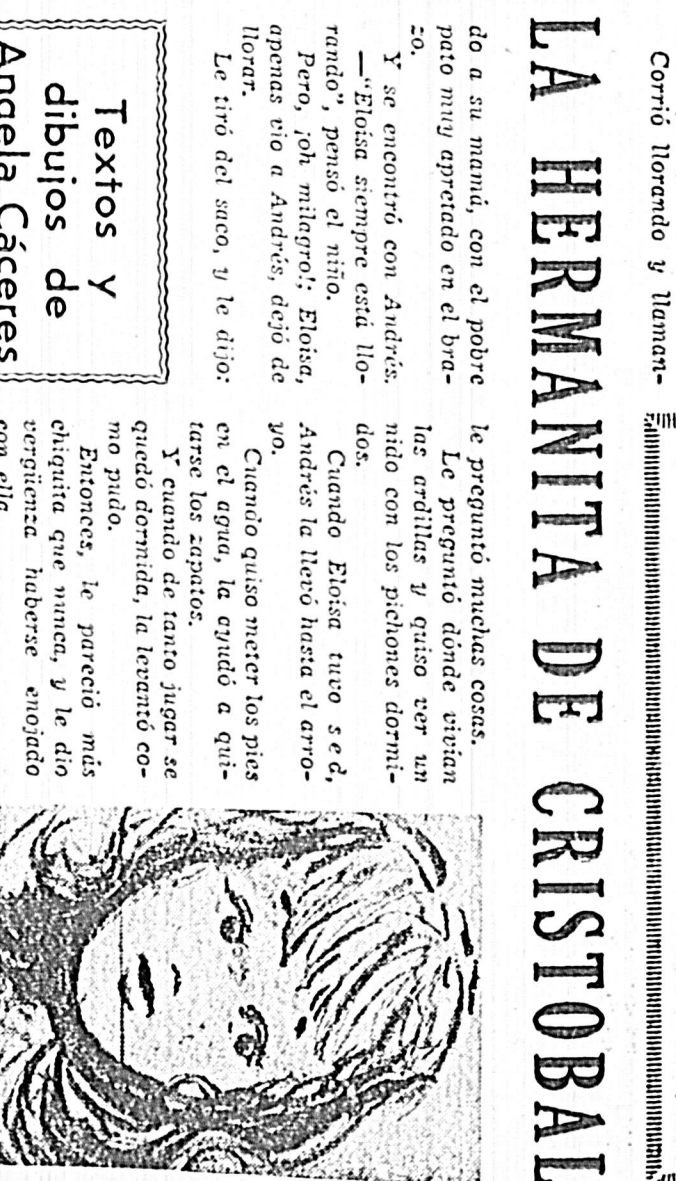 Corrió llorando y llaman-
LA HERMANITA DE CRISTOBAL
do a su mamá, con el pobre
pato muy apretado en el bra-
zo.
Y se encontró con Andrés.
—"Eloísa siempre está llo-
rando", pensó el niño.
Pero, ¡oh milagro!; Eloísa,
apenas vio a Andrés, dejó de
llorar.
Le tiró del saco, y le dijo:
Textos y
dibujos de
Angela Cáceres
le preguntó muchas cosas.
Le preguntó dónde vivían
las ardillas y quiso ver un
nido con los pichones dormi-
dos.
Cuando Eloísa tuvo sed,
Andrés la llevó hasta el arro-
yo.
Cuando quiso meter los pies
en el agua, la ayudó a qui-
tarse los zapatos.
Y cuando de tanto jugar se
quedó dormida, la levantó co-
mo pudo.
Entonces, le pareció más
chiquita que nunca, y le dio
vergüenza haberse enojado
con ella